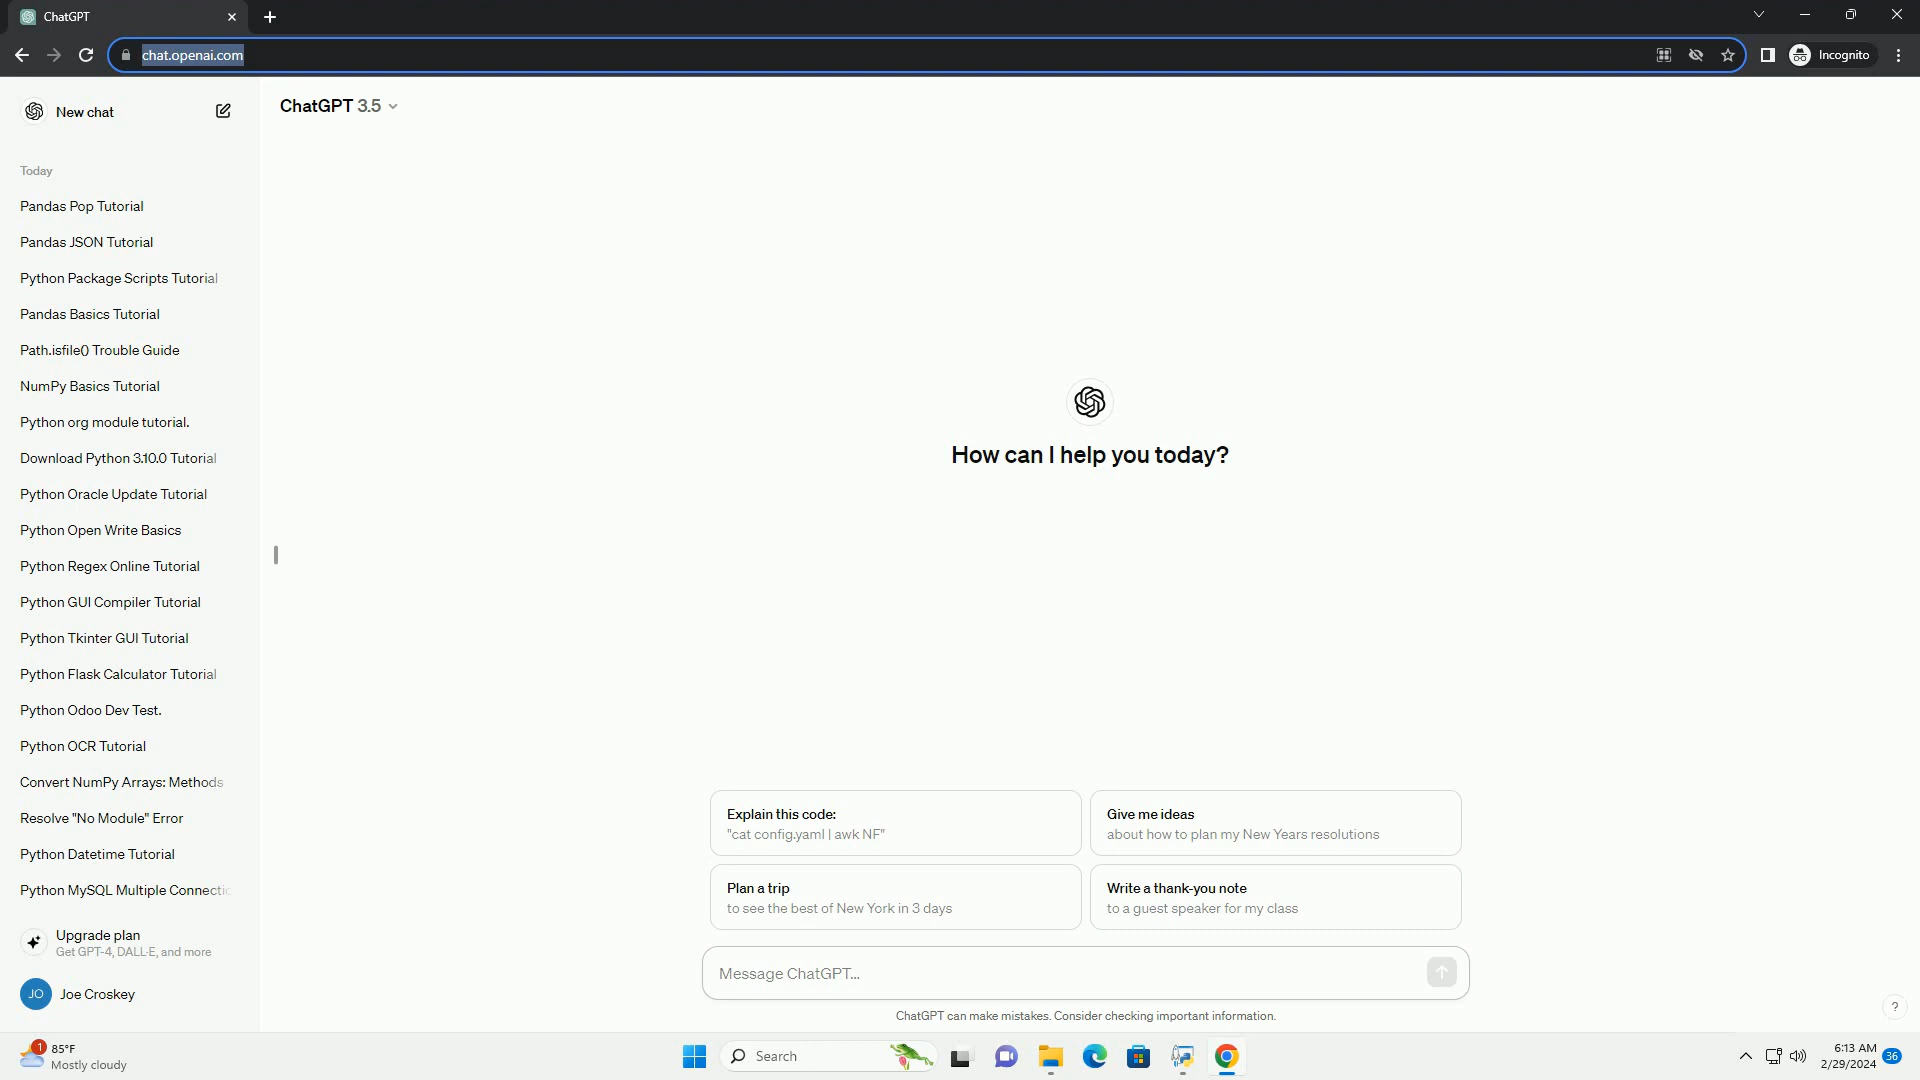 ChatGPT
chat.openai.com
Incognito
New chat
ChatGPT 3.5
Today
Pandas Pop Tutorial
Pandas JSON Tutorial
Python Package Scripts Tutorial
Pandas Basics Tutorial
Path.isfile() Trouble Guide
NumPy Basics Tutorial
Python org module tutorial.
Download Python 3.10.0 Tutorial
Python Oracle Update Tutorial
Python Open Write Basics
Python Regex Online Tutorial
Python GUI Compiler Tutorial
Python Tkinter GUI Tutorial
Python Flask Calculator Tutorial
Python Odoo Dev Test.
Python OCR Tutorial
Convert NumPy Arrays: Methods
Resolve "No Module" Error
Python Datetime Tutorial
Python MySQL Multiple Connectic
Upgrade plan
Get GPT-4, DALL·E, and more
JO
Joe Croskey
How can I help you today?
Explain this code:
"cat config.yaml | awk NF"
Give me ideas
about how to plan my New Years resolutions
Plan a trip
to see the best of New York in 3 days
Write a thank-you note
to a guest speaker for my class
Message ChatGPT...
ChatGPT can make mistakes. Consider checking important information.
?
1
85°F
Mostly cloudy
Search
6:13 AM
2/29/2024
36